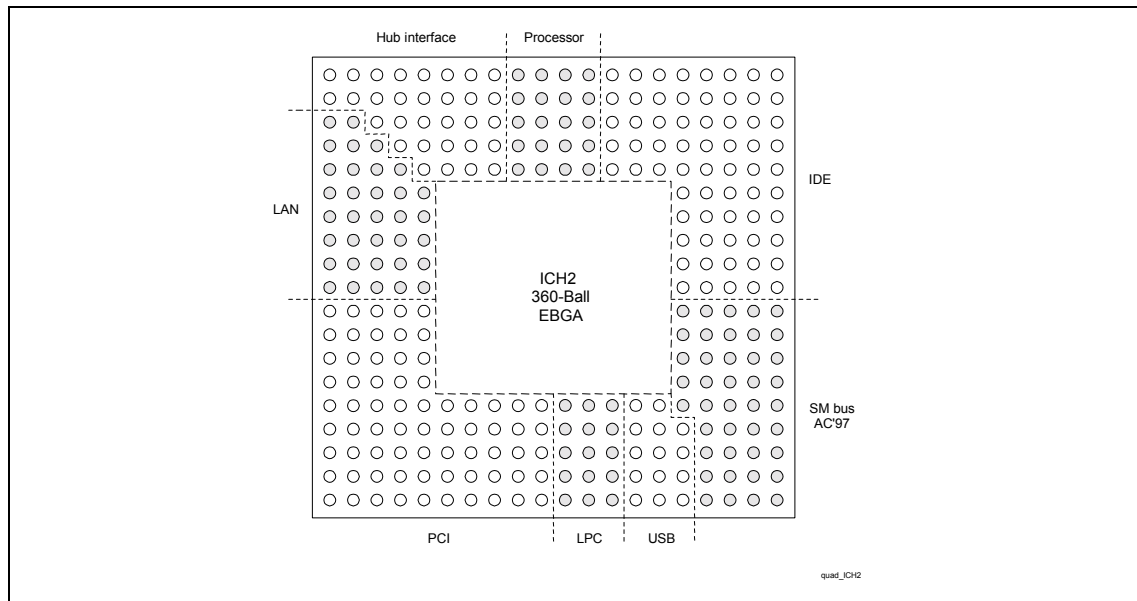 Hub interface
Processor
IDE
LAN
ICH2
360-Ball
EBGA
SM bus
AC'97
PCI
LPC
USB
quad_ICH2